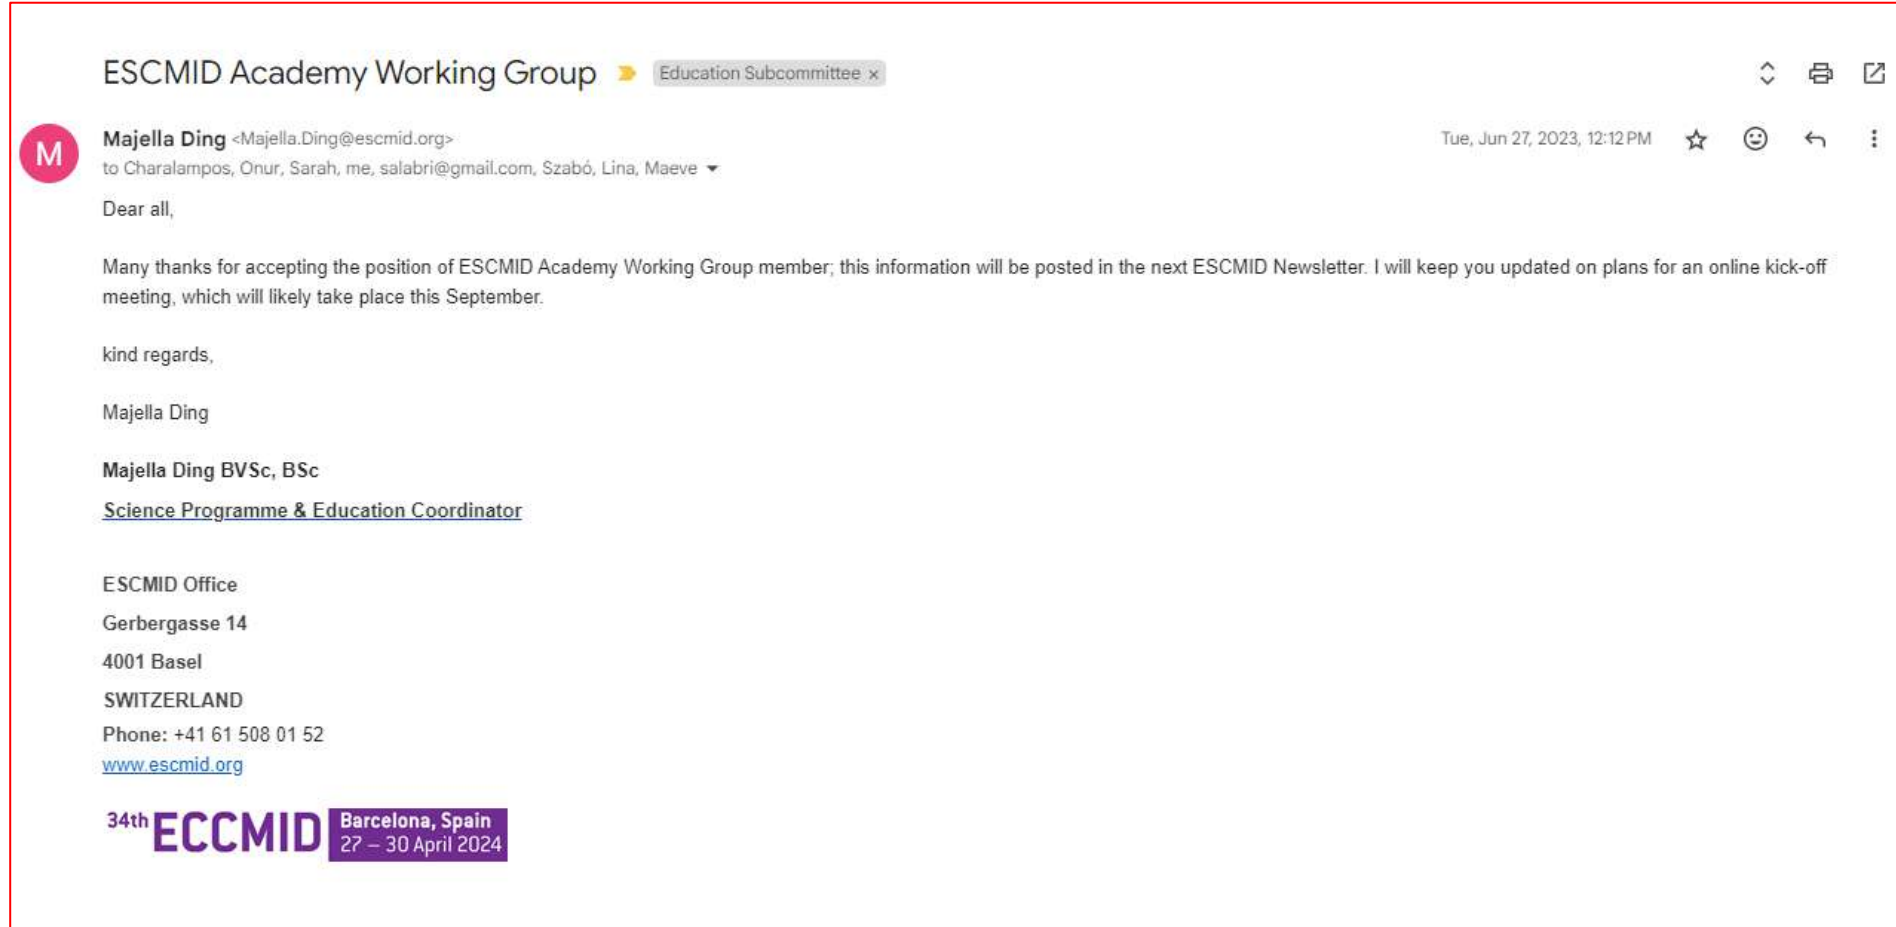 ESCMID Academy Working Group Education Subcommittee ×
Majella Ding <Majella.Ding@escmid.org> Tue, Jun 27, 2023, 12:12 PM
M
to Charalampos, Onur, Sarah, me, salabri@gmail.com, Szabó, Lina, Maeve
Dear all,
Many thanks for accepting the position of ESCMID Academy Working Group member; this information will be posted in the next ESCMID Newsletter. I will keep you updated on plans for an online kick-off
meeting, which will likely take place this September.
kind regards,
Majella Ding
Majella Ding BVSc, BSc
Science Programme & Education Coordinator
ESCMID Office
Gerbergasse 14
4001 Basel
SWITZERLAND
Phone: +41 61 508 01 52
www.escmid.org
34th ECCMID Barcelona, Spain
27 – 30 April 2024